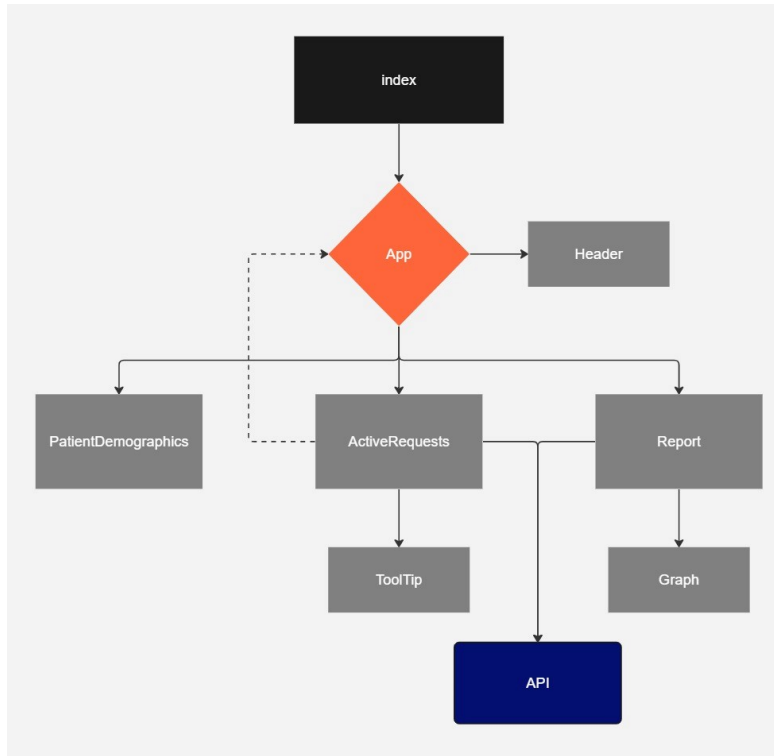 index
App
Header
PatientDemographics
ActiveRequests
Report
ToolTip
Graph
API